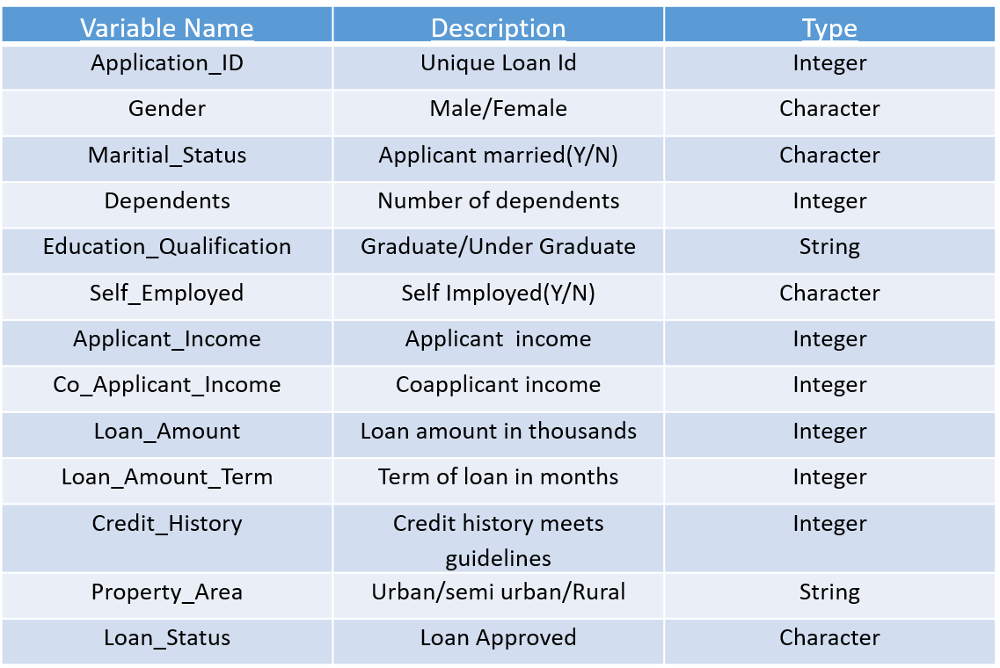 Variable Name Description Type
Application_ID Unique Loan Id Integer
Gender Male/Female Character
Maritial_Status Applicant married(Y/N) Character
Dependents Number of dependents Integer
Education_Qualification Graduate/Under Graduate String
Self_Employed Self Imployed(Y/N) Character
Applicant_Income Applicant  income Integer
Co_Applicant_Income Coapplicant income Integer
Loan_Amount Loan amount in thousands Integer
Loan_Amount_Term Term of loan in months Integer
Credit_History Credit history meets Integer
guidelines
Property_Area Urban/semi urban/Rural String
Loan_Status Loan Approved Character